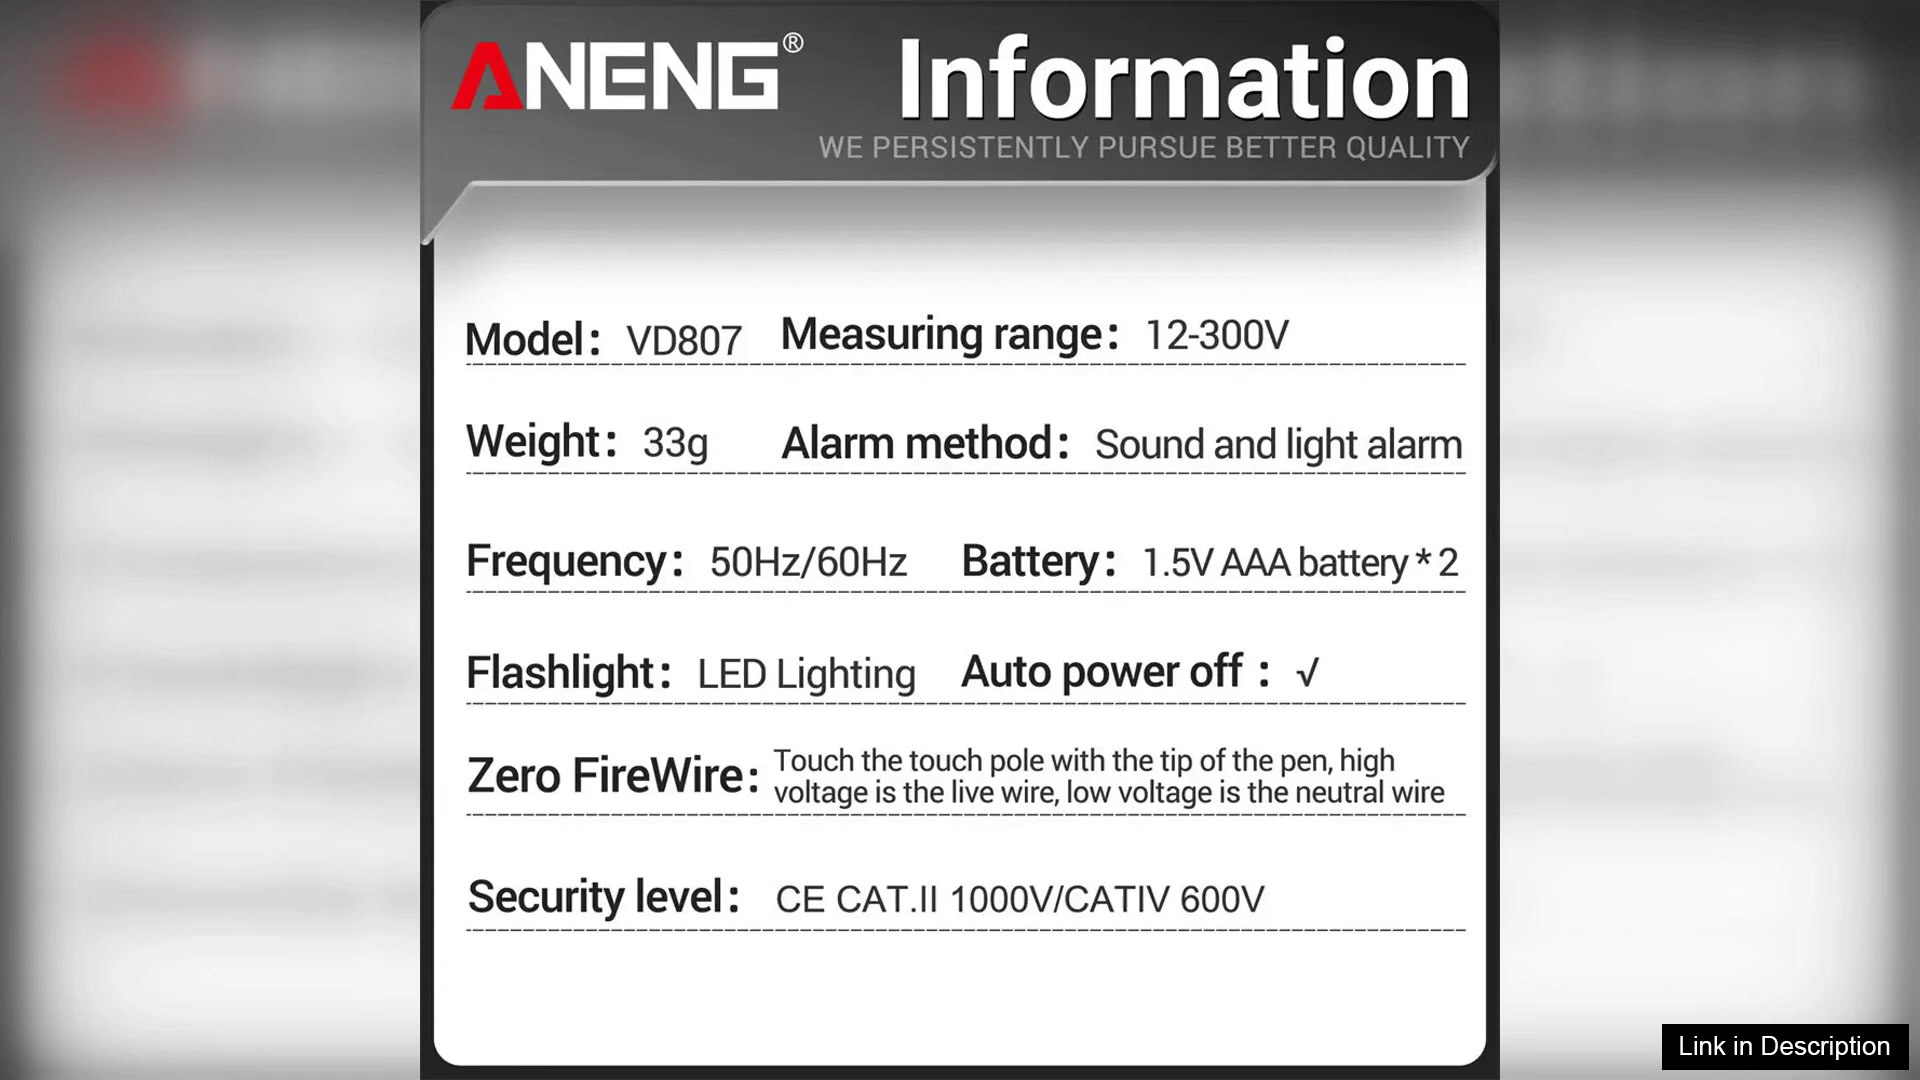 ANENG® Information
WE PERSISTENTLY PURSUE BETTER QUALITY
Model: VD807 Measuring range: 12-300V
Weight: 33g Alarm method: Sound and light alarm
Frequency: 50Hz/60Hz Battery: 1.5V AAA battery * 2
Flashlight: LED Lighting Auto power off : √
Zero FireWire: Touch the touch pole with the tip of the pen, high
voltage is the live wire, low voltage is the neutral wire
Security level: CE CAT.II 1000V/CATIV 600V
Link in Description